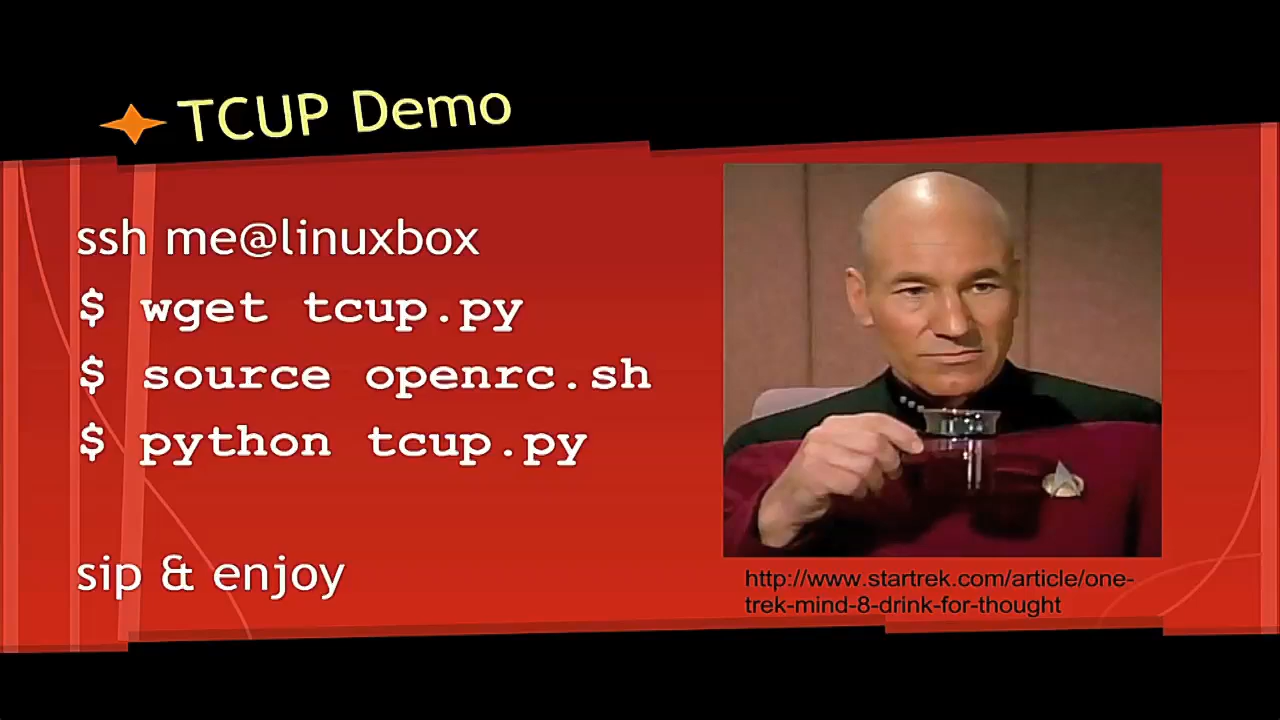 TCUP Demo
ssh me@linuxbox
$ wget tcup.py
$ source openrc.sh
$ python tcup.py
sip & enjoy
http://www.startrek.com/article/one-
trek-mind-8-drink-for-thought